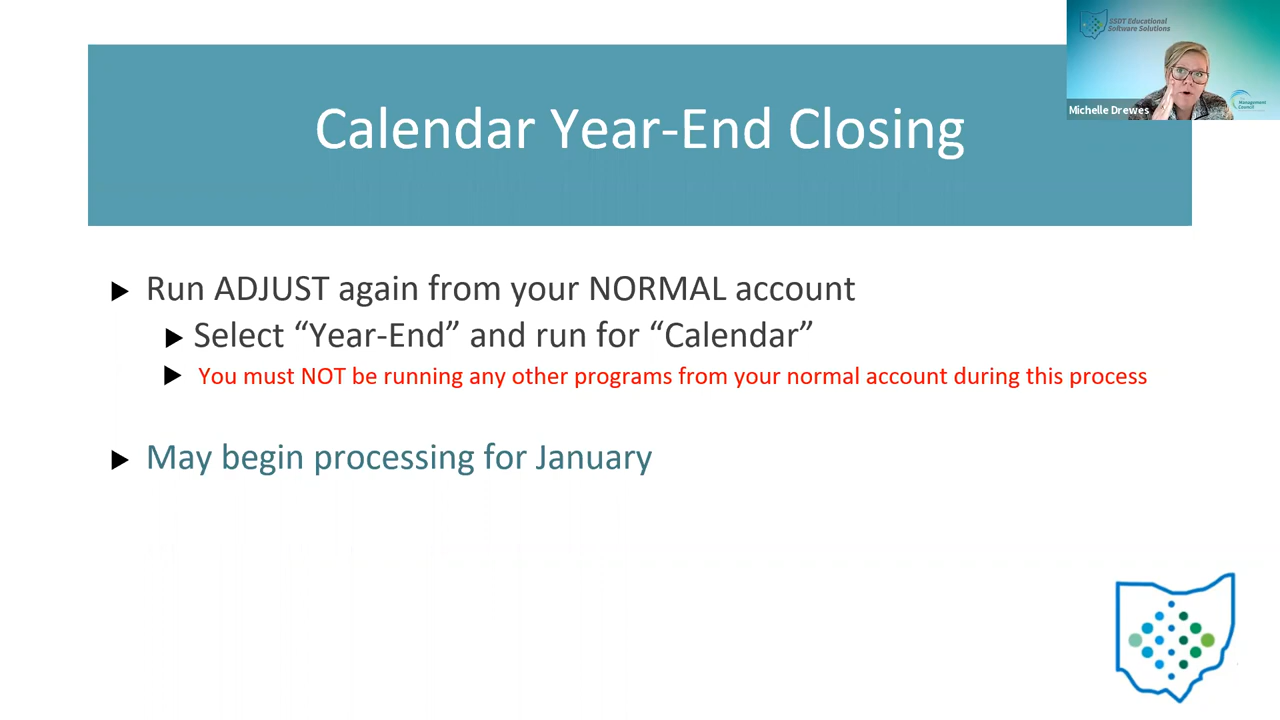 SSDT Educational
Software Solutions
Michelle Drewes
Management
Council
Calendar Year-End Closing
Run ADJUST again from your NORMAL account
Select “Year-End” and run for “Calendar”
You must NOT be running any other programs from your normal account during this process
May begin processing for January